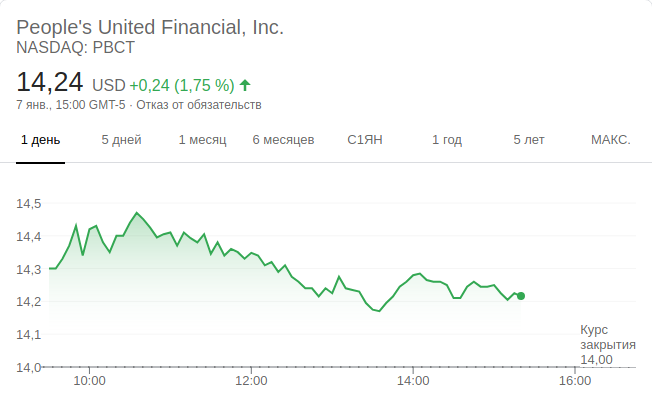 People's United Financial, Inc.
NASDAQ: PBCT
14,24 USD +0,24 (1,75 %)
7 янв., 15:00 GMT-5 · Отказ от обязательств
1 день 5 дней 1 месяц 6 месяцев С1ЯН 1 год 5 лет МАКС.
14,5
14,4
14,3
14,2
14,1
14,0
Курс
закрытия
14,00
10:00 12:00 14:00 16:00